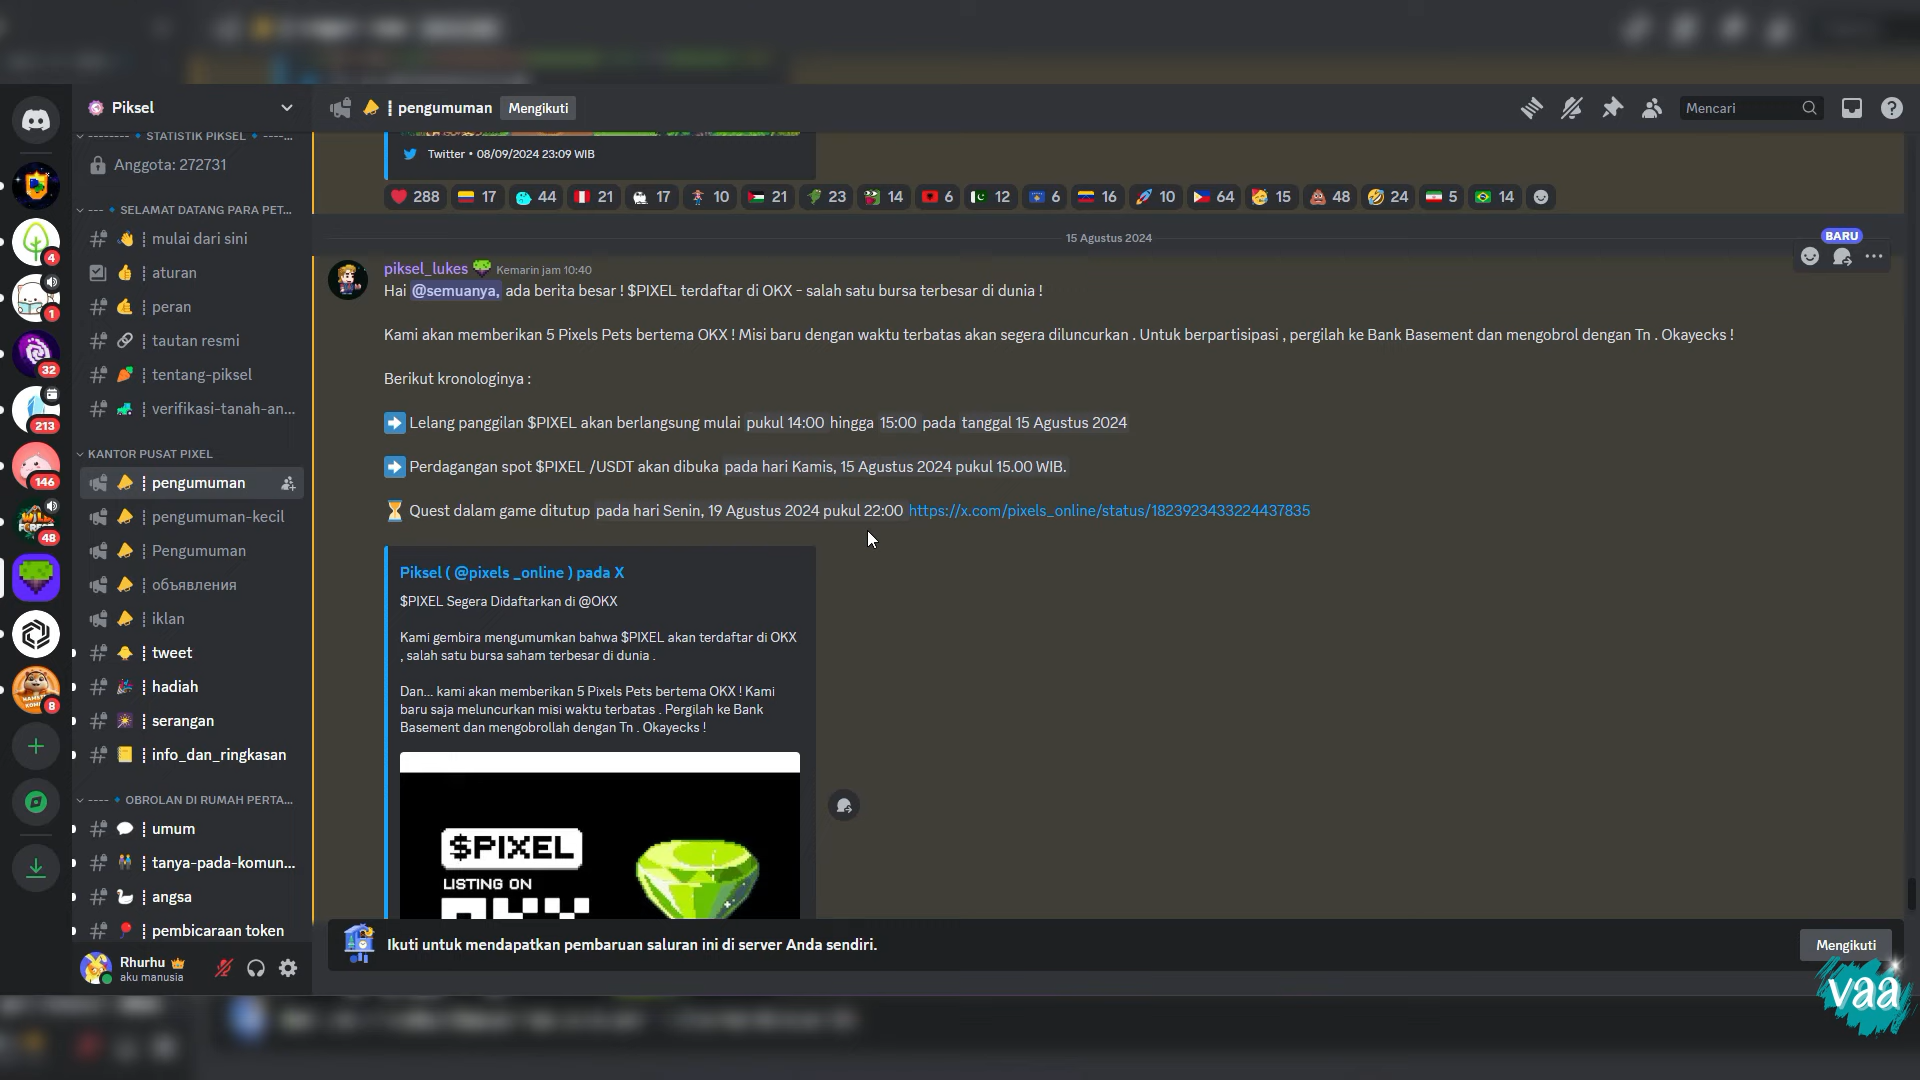 Piksel
pengumuman
Mengikuti
Mencari
STATISTIK PIKSEL
Anggota: 272731
SELAMAT DATANG PARA PET...
mulai dari sini
aturan
peran
tautan resmi
tentang-piksel
verifikasi-tanah-an...
KANTOR PUSAT PIXEL
pengumuman
pengumuman-kecil
Pengumuman
объявления
iklan
tweet
hadiah
serangan
info_dan_ringkasan
OBROLAN DI RUMAH PERTA...
umum
tanya-pada-komun...
angsa
pembicaraan token
4
1
32
213
146
48
8
Rhurhu
aku manusia
Twitter • 08/09/2024 23:09 WIB
288 17 44 21 17 10 21 23 14 6 12 6 16 10 64 15 48 24 5 14
15 Agustus 2024
BARU
piksel_lukes Kemarin jam 10:40
Hai @semuanya, ada berita besar ! $PIXEL terdaftar di OKX - salah satu bursa terbesar di dunia !
Kami akan memberikan 5 Pixels Pets bertema OKX ! Misi baru dengan waktu terbatas akan segera diluncurkan . Untuk berpartisipasi , pergilah ke Bank Basement dan mengobrol dengan Tn . Okayecks !
Berikut kronologinya :
Lelang panggilan $PIXEL akan berlangsung mulai pukul 14:00 hingga 15:00 pada tanggal 15 Agustus 2024
Perdagangan spot $PIXEL /USDT akan dibuka pada hari Kamis, 15 Agustus 2024 pukul 15.00 WIB.
Quest dalam game ditutup pada hari Senin, 19 Agustus 2024 pukul 22:00 https://x.com/pixels_online/status/1823923433224437835
Piksel ( @pixels _online ) pada X
$PIXEL Segera Didaftarkan di @OKX
Kami gembira mengumumkan bahwa $PIXEL akan terdaftar di OKX
, salah satu bursa saham terbesar di dunia .
Dan... kami akan memberikan 5 Pixels Pets bertema OKX ! Kami
baru saja meluncurkan misi waktu terbatas . Pergilah ke Bank
Basement dan mengobrollah dengan Tn . Okayecks !
$PIXEL
LISTING ON
OKX
Ikuti untuk mendapatkan pembaruan saluran ini di server Anda sendiri.
Mengikuti
vaa